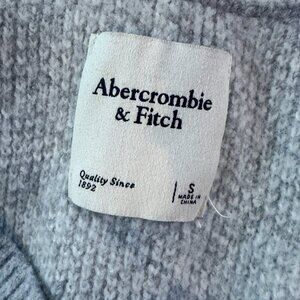 Abercrombie
& Fitch
Quality Since
1892
S
MADE IN
CHINA